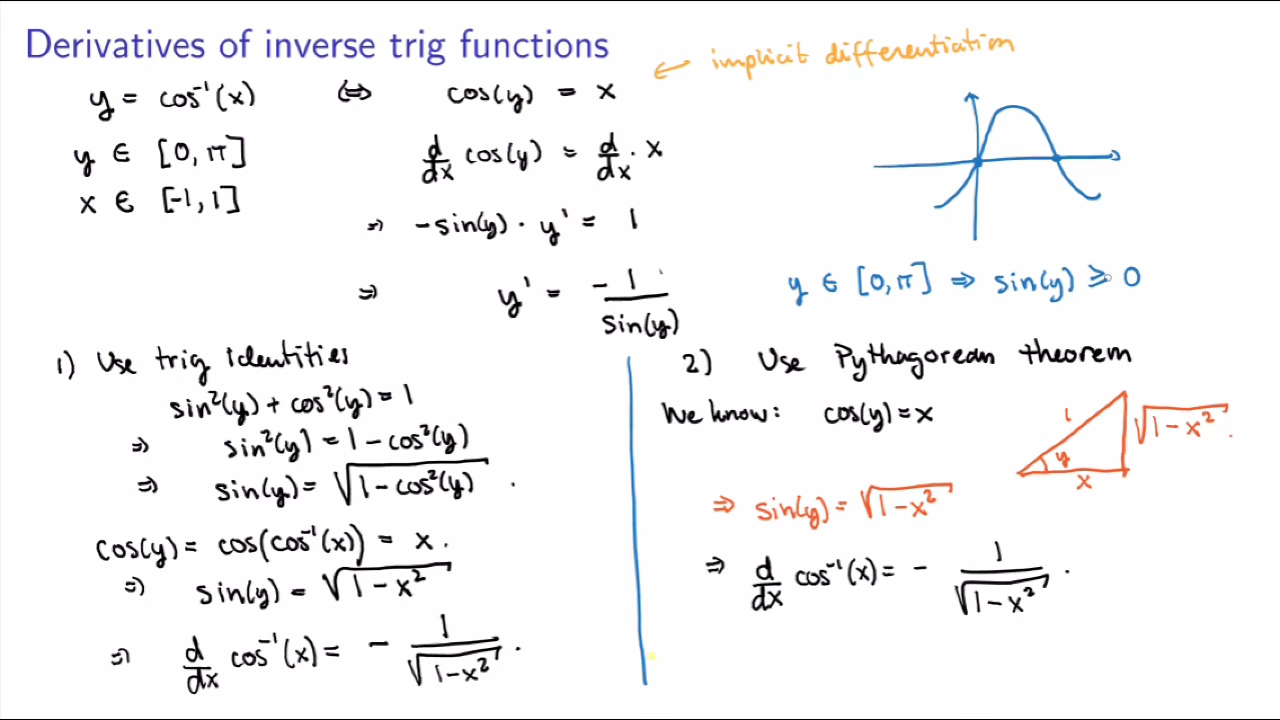 Derivatives of inverse trig functions
← implicit differentiation
y = cos⁻¹(x) ⇔ cos(y) = x
y ∈ [0, π]
x ∈ [-1, 1]
d/dx cos(y) = d/dx · x
⇒ -sin(y) · y' = 1
⇒ y' = -1/sin(y)
y ∈ [0, π] ⇒ sin(y) ≥ 0
1) Use trig identities
sin²(y) + cos²(y) = 1
⇒ sin²(y) = 1 - cos²(y)
⇒ sin(y) = √(1 - cos²(y)) .
cos(y) = cos(cos⁻¹(x)) = x .
⇒ sin(y) = √(1 - x²)
⇒ d/dx cos⁻¹(x) = - 1/√(1-x²) .
2) Use Pythagorean theorem
We know: cos(y) = x
1
√(1-x²) .
y
x
⇒ sin(y) = √(1-x²)
⇒ d/dx cos⁻¹(x) = - 1/√(1-x²) .